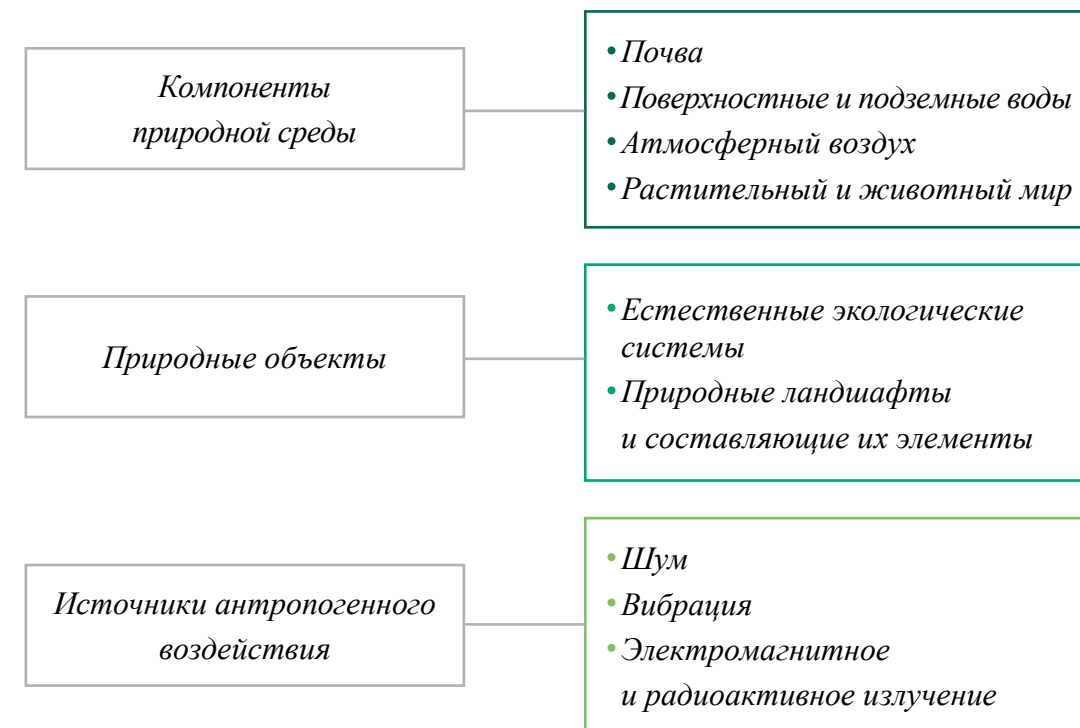 Компоненты
природной среды
• Почва
• Поверхностные и подземные воды
• Атмосферный воздух
• Растительный и животный мир
Природные объекты
• Естественные экологические
системы
• Природные ландшафты
и составляющие их элементы
Источники антропогенного
воздействия
• Шум
• Вибрация
• Электромагнитное
и радиоактивное излучение